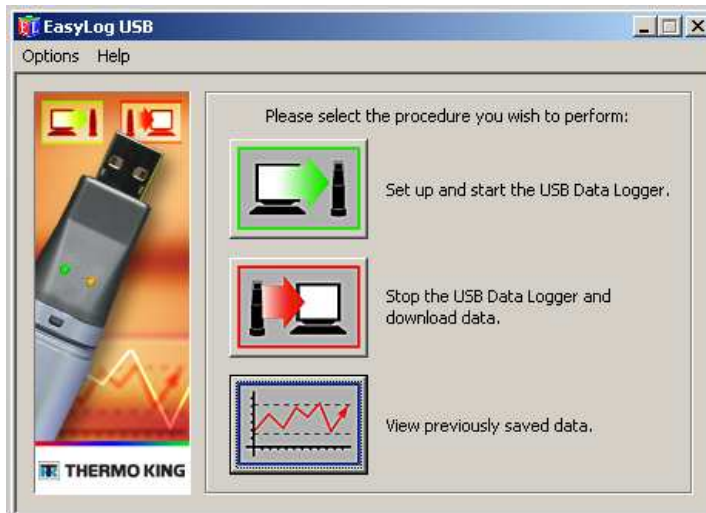 EasyLog USB
Options Help
Please select the procedure you wish to perform:
Set up and start the USB Data Logger.
Stop the USB Data Logger and
download data.
View previously saved data.
THERMO KING